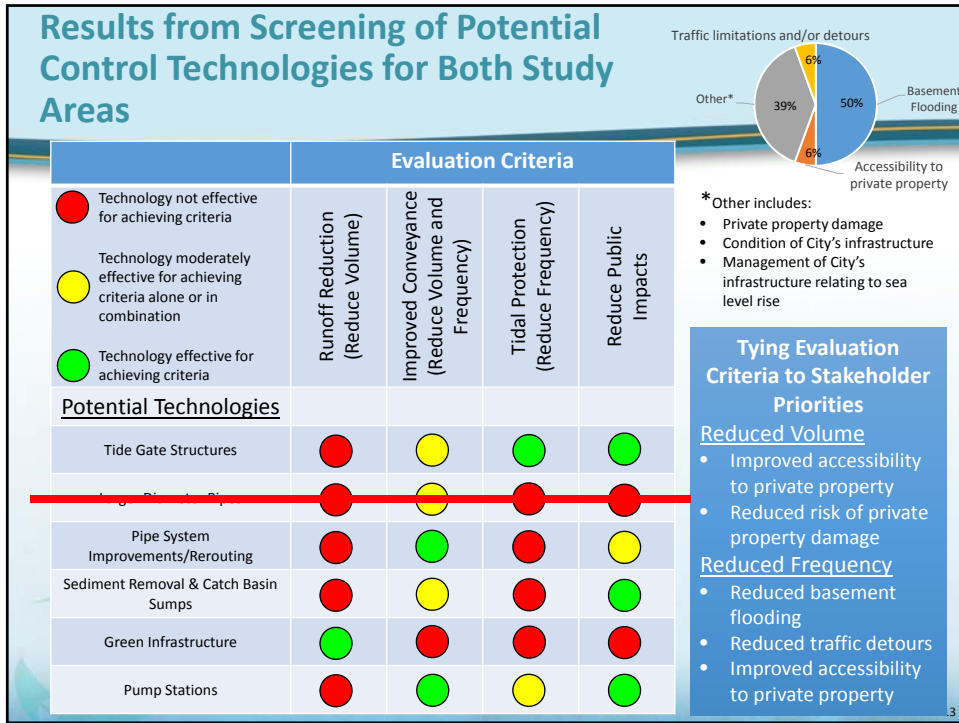 Results from Screening of Potential
Control Technologies for Both Study
Areas
Traffic limitations and/or detours
6%
Other*
39%
50%
Basement
Flooding
6%
Accessibility to
private property
*Other includes:
• Private property damage
• Condition of City's infrastructure
• Management of City's
infrastructure relating to sea
level rise
Evaluation Criteria
Technology not effective
for achieving criteria
Technology moderately
effective for achieving
criteria alone or in
combination
Technology effective for
achieving criteria
Runoff Reduction
(Reduce Volume)
Improved Conveyance
(Reduce Volume and
Frequency)
Tidal Protection
(Reduce Frequency)
Reduce Public
Impacts
Potential Technologies
Tide Gate Structures
Pipe System
Improvements/Rerouting
Sediment Removal & Catch Basin
Sumps
Green Infrastructure
Pump Stations
Tying Evaluation
Criteria to Stakeholder
Priorities
Reduced Volume
• Improved accessibility
to private property
• Reduced risk of private
property damage
Reduced Frequency
• Reduced basement
flooding
• Reduced traffic detours
• Improved accessibility
to private property